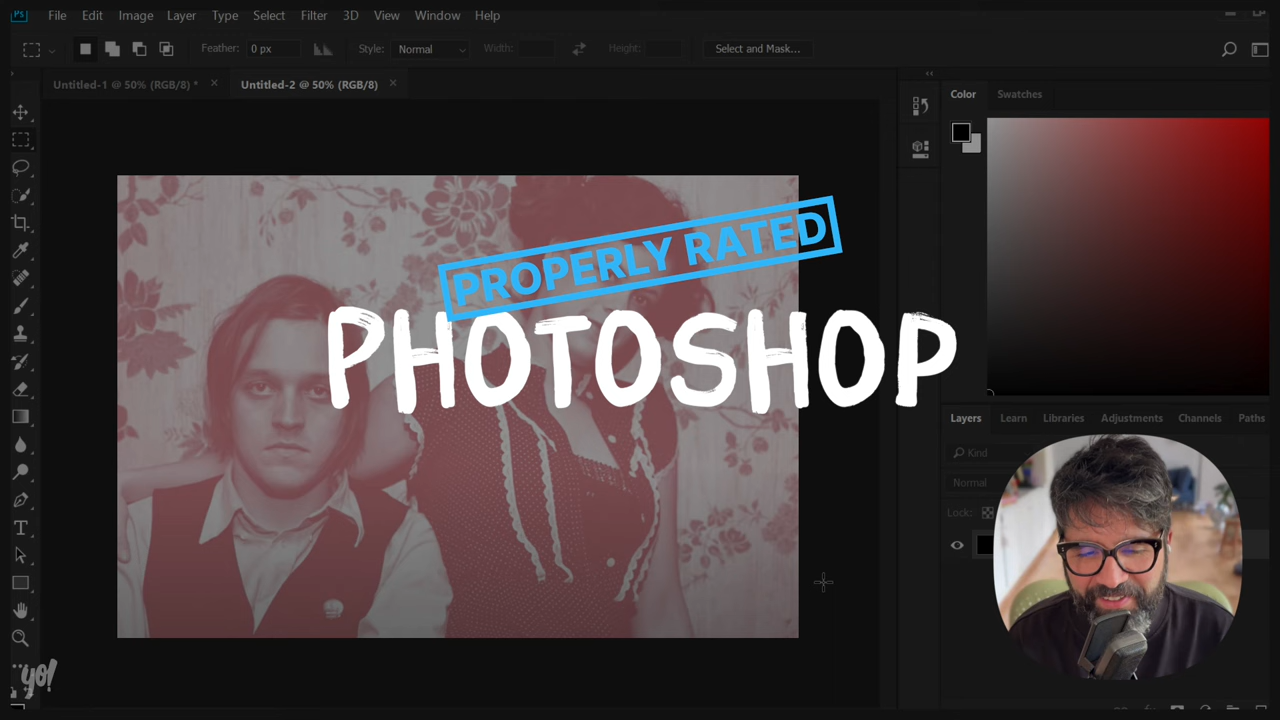 Ps File Edit Image Layer Type Select Filter 3D View Window Help
Feather: 0 px Style: Normal Width: Height: Select and Mask...
Untitled-1 @ 50% (RGB/8) * × Untitled-2 @ 50% (RGB/8) ×
Color Swatches
PROPERLY RATED
PHOTOSHOP
Layers Learn Libraries Adjustments Channels Paths
Kind
Normal
Lock:
yo!